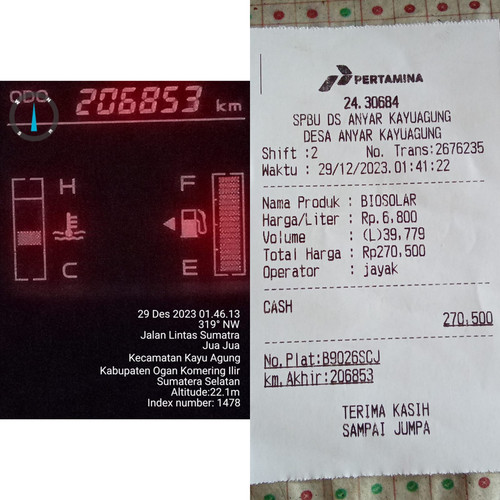 ODO 206853 km
H
C
F
E
29 Des 2023 01.46.13
319° NW
Jalan Lintas Sumatra
Jua Jua
Kecamatan Kayu Agung
Kabupaten Ogan Komering Ilir
Sumatera Selatan
Altitude:22.1m
Index number: 1478
PERTAMINA
24.30684
SPBU DS ANYAR KAYUAGUNG
DESA ANYAR KAYUAGUNG
Shift :2 No. Trans:2676235
Waktu : 29/12/2023.01:41:22
Nama Produk : BIOSOLAR
Harga/Liter : Rp.6,800
Volume : (L)39,779
Total Harga : Rp270,500
Operator : jayak
CASH
270,500
No.Plat:B9026SCJ
km.Akhir:206853
TERIMA KASIH
SAMPAI JUMPA